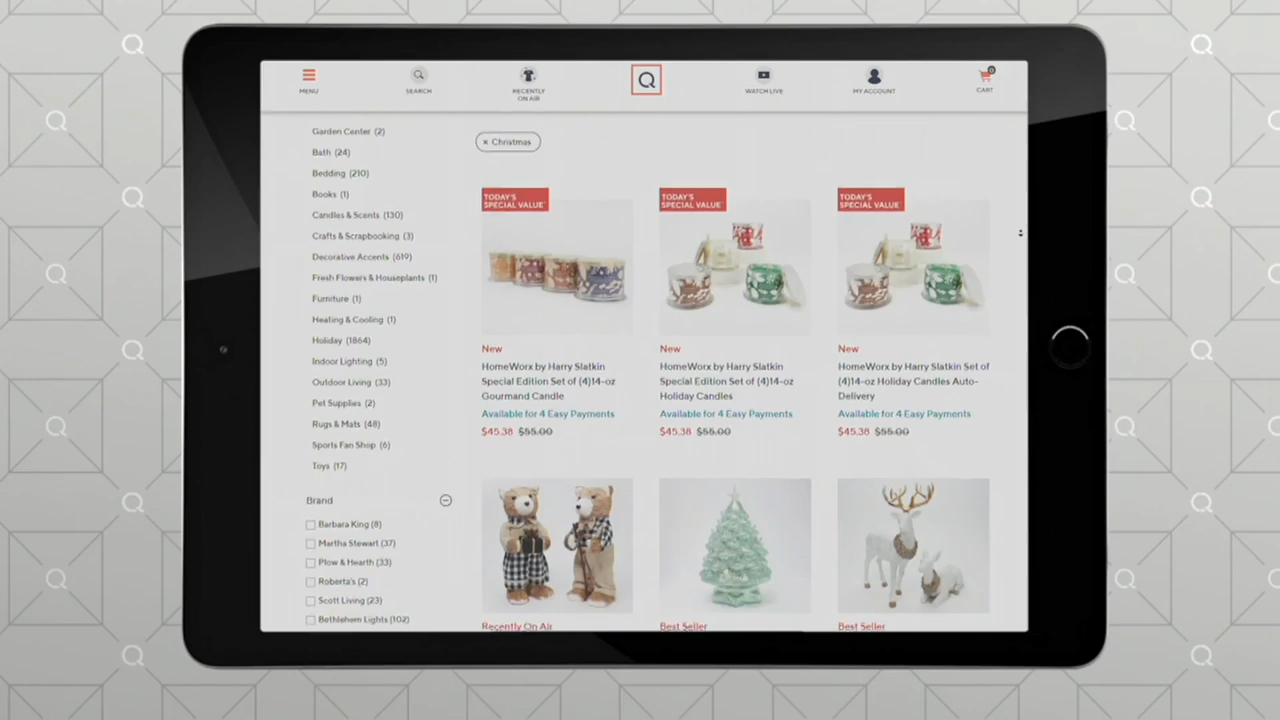 MENU
SEARCH
RECENTLY
ON AIR
Q
WATCH LIVE
MY ACCOUNT
0
CART
Garden Center (2)
Bath (24)
Bedding (210)
Books (1)
Candles & Scents (130)
Crafts & Scrapbooking (3)
Decorative Accents (619)
Fresh Flowers & Houseplants (1)
Furniture (1)
Heating & Cooling (1)
Holiday (1864)
Indoor Lighting (5)
Outdoor Living (33)
Pet Supplies (2)
Rugs & Mats (48)
Sports Fan Shop (6)
Toys (17)
Brand
Barbara King (8)
Martha Stewart (37)
Plow & Hearth (33)
Roberta's (2)
Scott Living (23)
Bethlehem Lights (102)
× Christmas
TODAY'S
SPECIAL VALUE
New
HomeWorx by Harry Slatkin
Special Edition Set of (4)14-oz
Gourmand Candle
Available for 4 Easy Payments
$45.38 $55.00
TODAY'S
SPECIAL VALUE
New
HomeWorx by Harry Slatkin
Special Edition Set of (4)14-oz
Holiday Candles
Available for 4 Easy Payments
$45.38 $55.00
TODAY'S
SPECIAL VALUE
New
HomeWorx by Harry Slatkin Set of
(4)14-oz Holiday Candles Auto-
Delivery
Available for 4 Easy Payments
$45.38 $55.00
Recently On Air
Best Seller
Best Seller